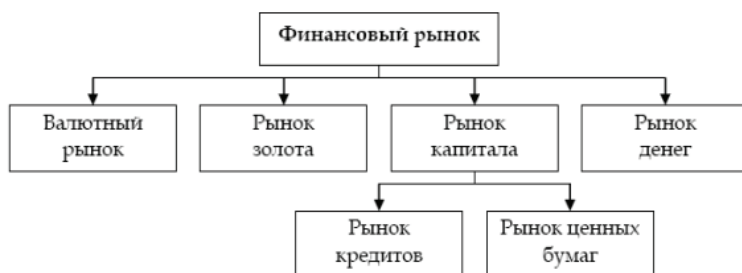 Финансовый рынок
Валютный
рынок
Рынок
золота
Рынок
капитала
Рынок
денег
Рынок
кредитов
Рынок ценных
бумаг